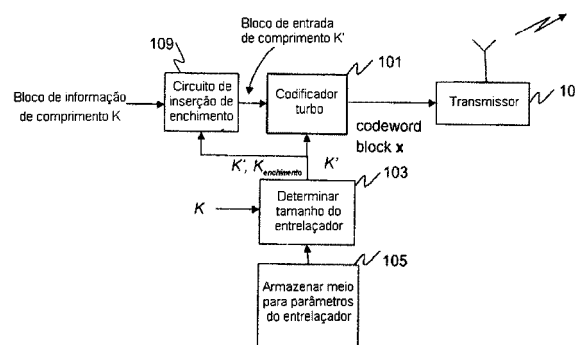 Bloco de entrada
de comprimento K'
109
101
Circuito de
inserção de
enchimento
Codificador
turbo
Transmissor
10
Bloco de informação
de comprimento K
codeword
block x
K', Kenchimento
K'
103
K
Determinar
tamanho do
entrelaçador
105
Armazenar meio
para parâmetros
do entrelaçador